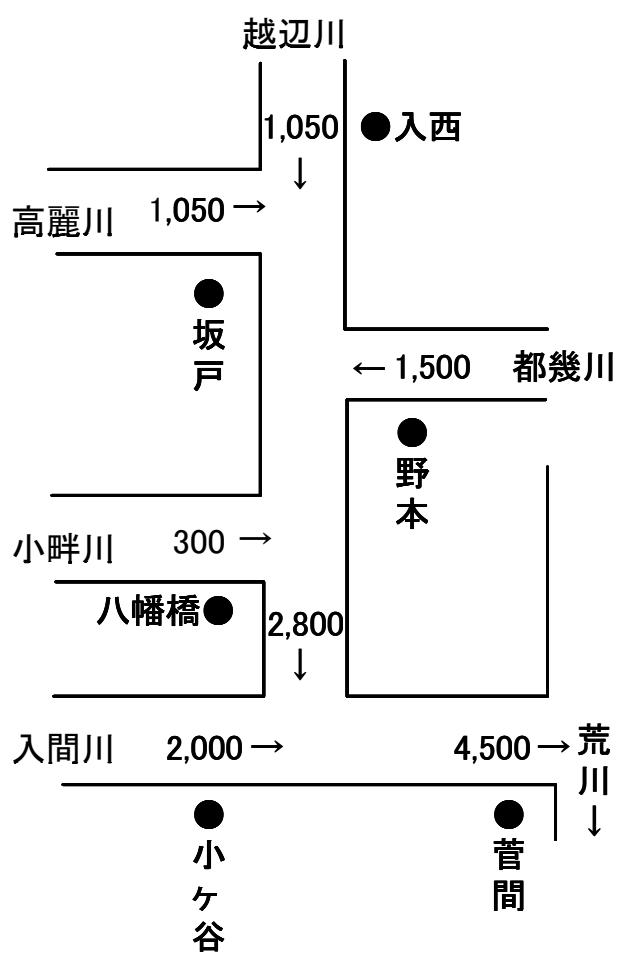 越辺川
1,050
↓
●入西
高麗川
1,050→
●
坂戸
←1,500
都幾川
●
野本
小畔川
300→
八幡橋●
2,800
↓
入間川
2,000→
4,500→
荒川
↓
●
小ヶ谷
●
菅間